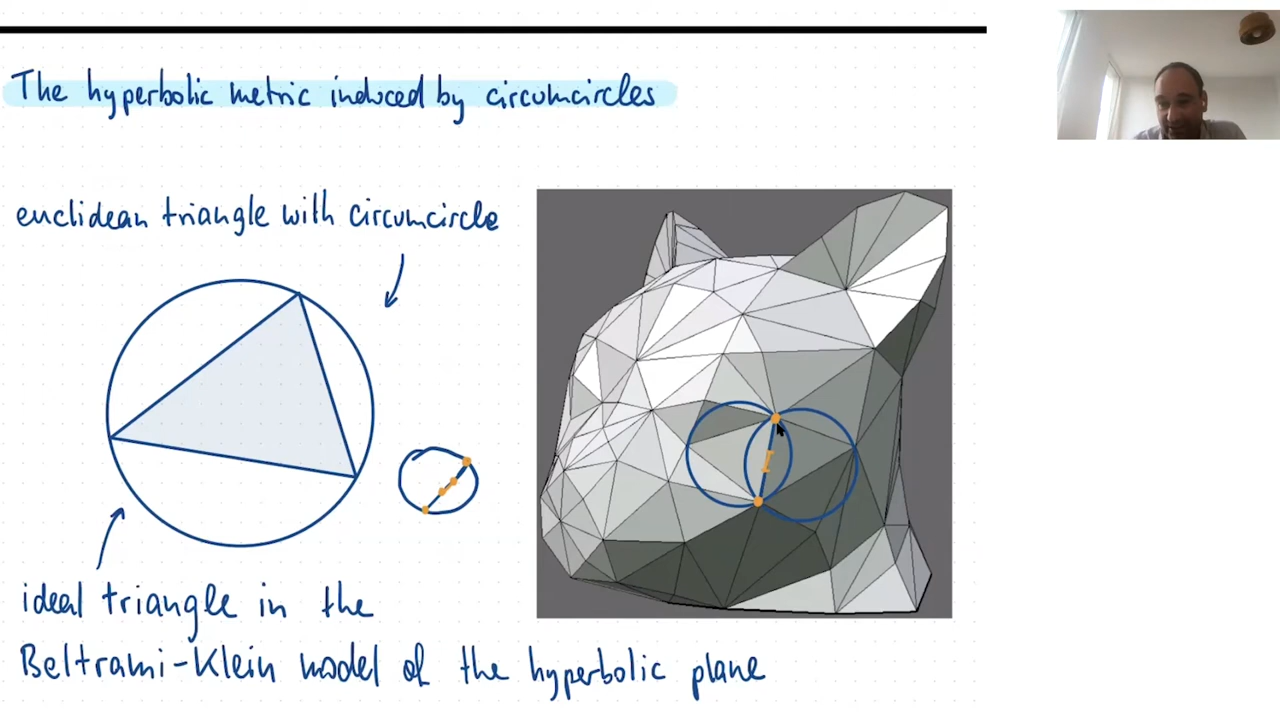 The hyperbolic metric induced by circumcircles
euclidean triangle with circumcircle
ideal triangle in the
Beltrami-Klein model of the hyperbolic plane